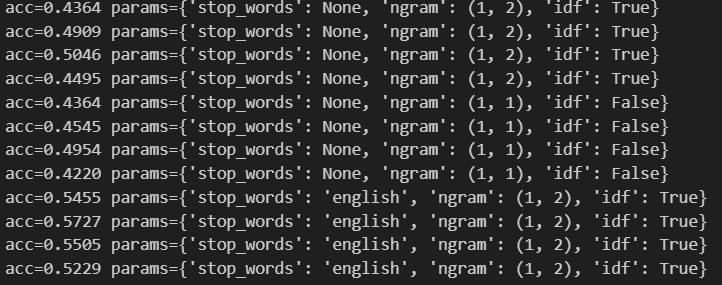 acc=0.4364 params={'stop_words': None, 'ngram': (1, 2), 'idf': True}
acc=0.4909 params={'stop_words': None, 'ngram': (1, 2), 'idf': True}
acc=0.5046 params={'stop_words': None, 'ngram': (1, 2), 'idf': True}
acc=0.4495 params={'stop_words': None, 'ngram': (1, 2), 'idf': True}
acc=0.4364 params={'stop_words': None, 'ngram': (1, 1), 'idf': False}
acc=0.4545 params={'stop_words': None, 'ngram': (1, 1), 'idf': False}
acc=0.4954 params={'stop_words': None, 'ngram': (1, 1), 'idf': False}
acc=0.4220 params={'stop_words': None, 'ngram': (1, 1), 'idf': False}
acc=0.5455 params={'stop_words': 'english', 'ngram': (1, 2), 'idf': True}
acc=0.5727 params={'stop_words': 'english', 'ngram': (1, 2), 'idf': True}
acc=0.5505 params={'stop_words': 'english', 'ngram': (1, 2), 'idf': True}
acc=0.5229 params={'stop_words': 'english', 'ngram': (1, 2), 'idf': True}